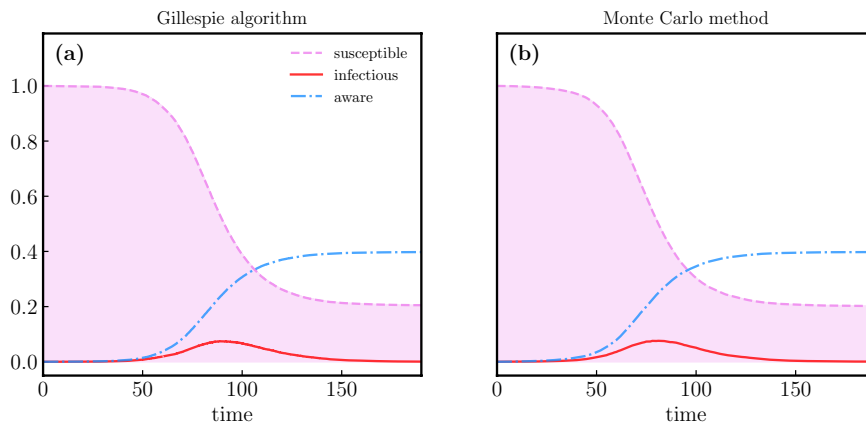 Gillespie algorithm
Monte Carlo method
(a)
susceptible
infectious
aware
(b)
1.0
0.8
0.6
0.4
0.2
0.0
0 50 100 150
0 50 100 150
time
time